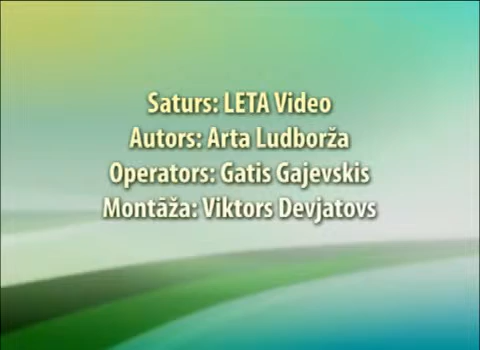 Saturs: LETA Video
Autors: Arta Ludborža
Operators: Gatis Gajevskis
Montāža: Viktors Devjatovs